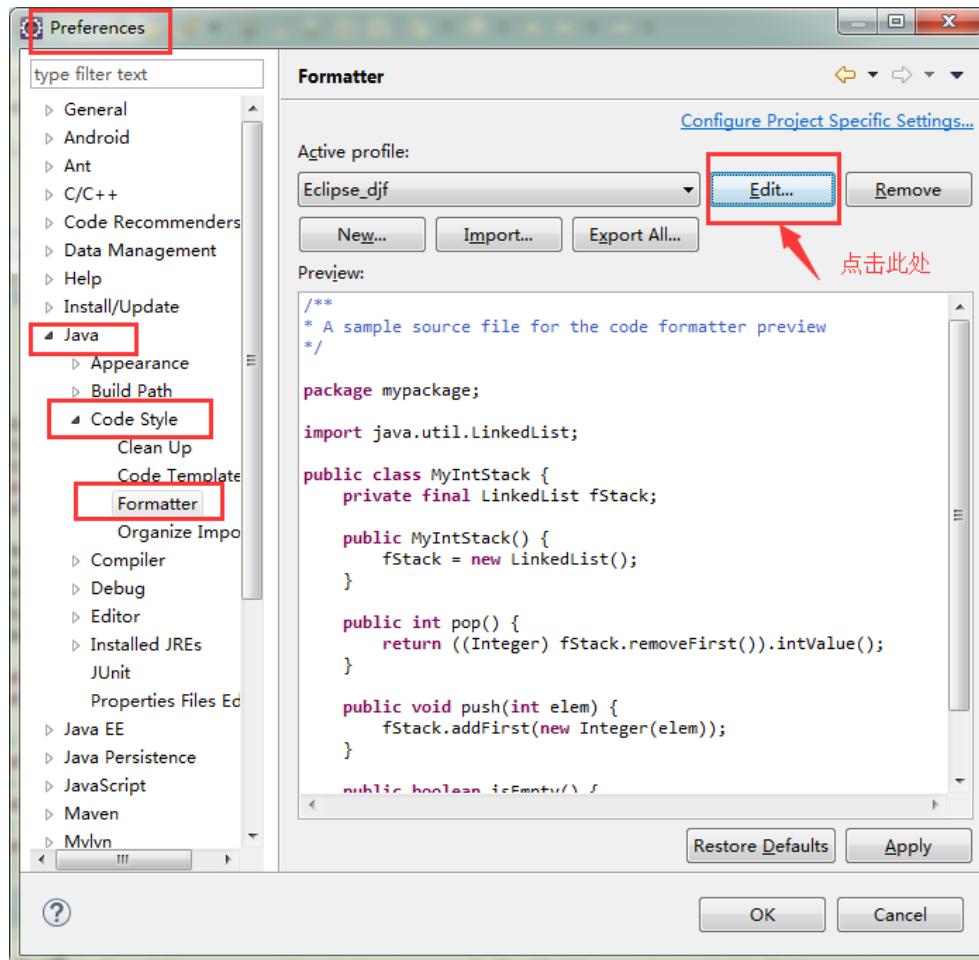 Preferences
type filter text
General
Android
Ant
C/C++
Code Recommenders
Data Management
Help
Install/Update
Java
Appearance
Build Path
Code Style
Clean Up
Code Template
Formatter
Organize Impo
Compiler
Debug
Editor
Installed JREs
JUnit
Properties Files Ed
Java EE
Java Persistence
JavaScript
Maven
Mylyn
Formatter
Configure Project Specific Settings...
Active profile:
Eclipse_djf
Edit...
Remove
New...
Import...
Export All...
点击此处
Preview:
/**
* A sample source file for the code formatter preview
*/
package mypackage;
import java.util.LinkedList;
public class MyIntStack {
private final LinkedList fStack;
public MyIntStack() {
fStack = new LinkedList();
}
public int pop() {
return ((Integer) fStack.removeFirst()).intValue();
}
public void push(int elem) {
fStack.addFirst(new Integer(elem));
}
public boolean isEmpty() {
Restore Defaults
Apply
OK
Cancel